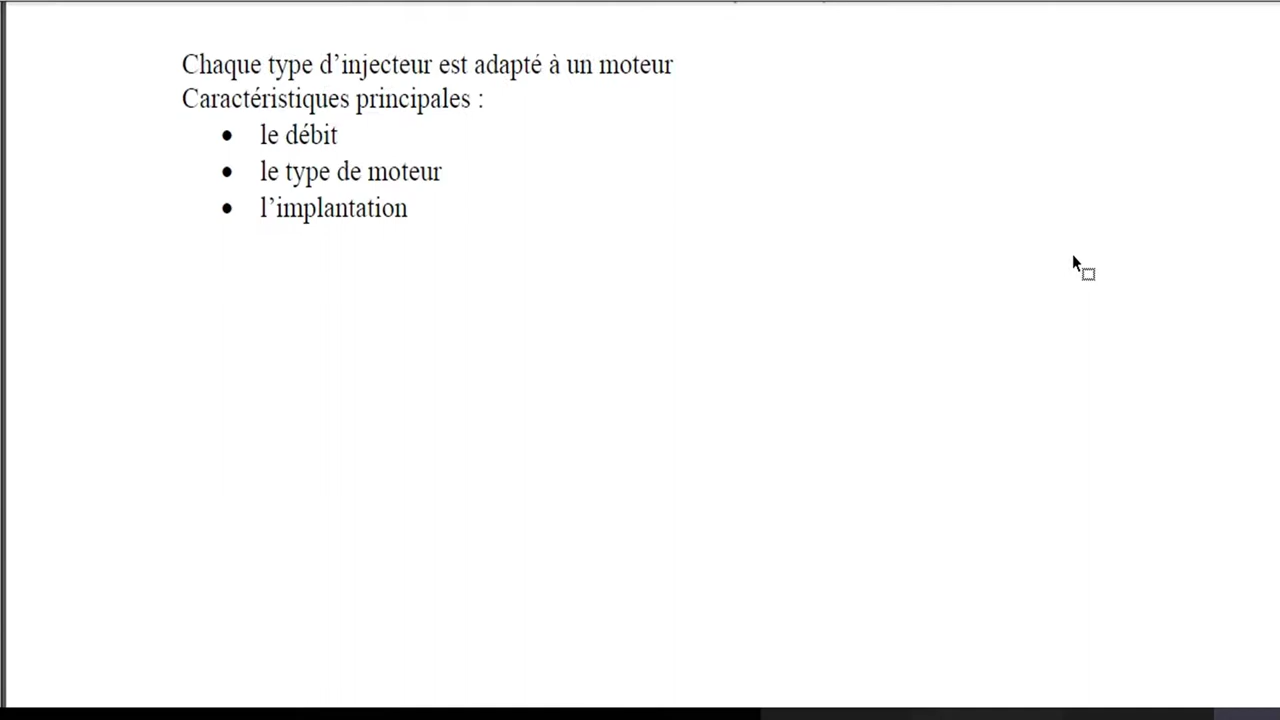 Chaque type d’injecteur est adapté à un moteur
Caractéristiques principales :
• le débit
• le type de moteur
• l’implantation